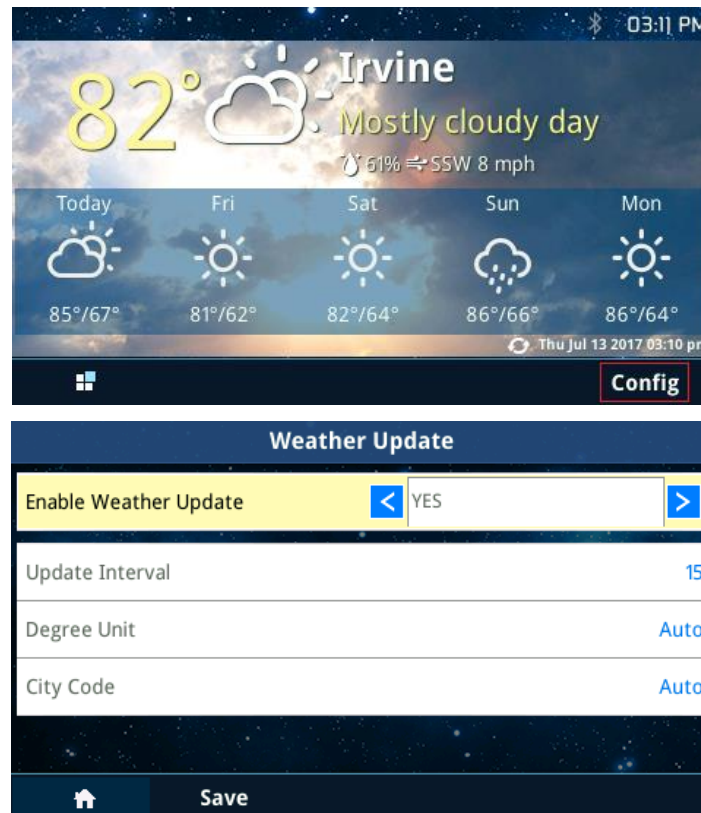 03:11 PM
82° Irvine
Mostly cloudy day
61% SSW 8 mph
Today Fri Sat Sun Mon
85°/67° 81°/62° 82°/64° 86°/66° 86°/64°
Thu Jul 13 2017 03:10 pm
Config
Weather Update
Enable Weather Update < YES >
Update Interval 15
Degree Unit Auto
City Code Auto
Save